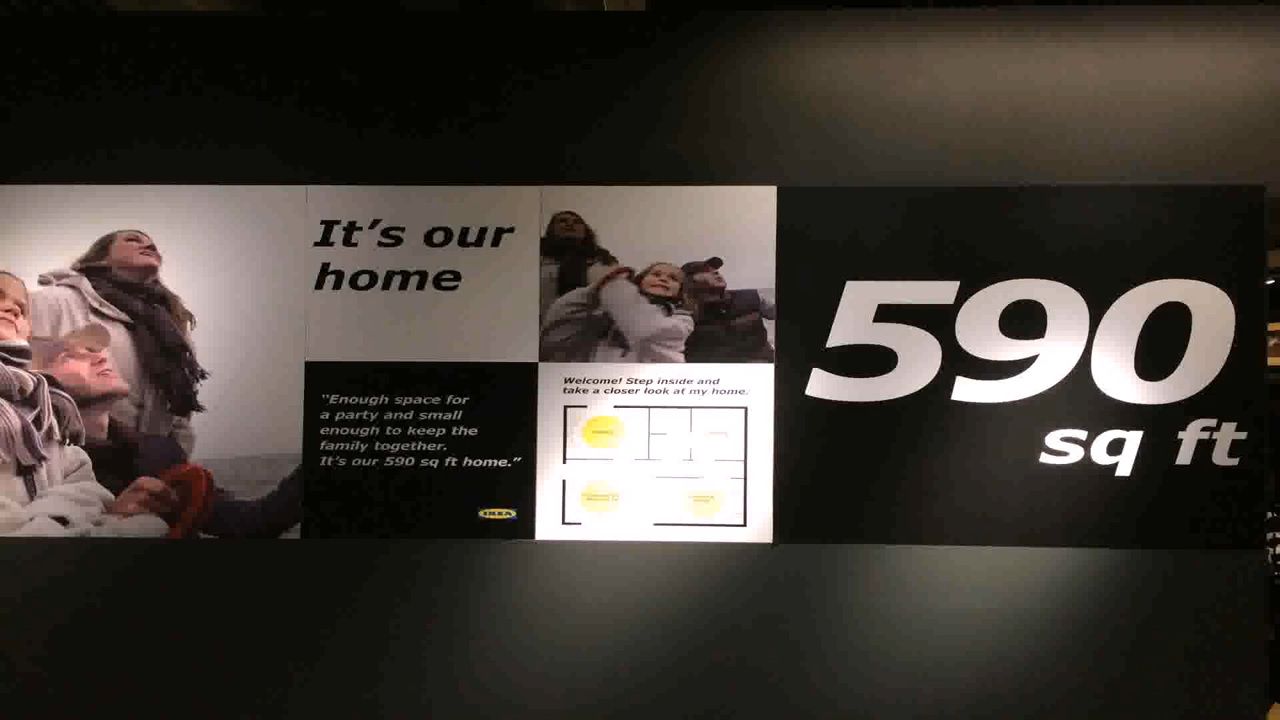 It's our
home
"Enough space for
a party and small
enough to keep the
family together.
It's our 590 sq ft home."
IKEA
Welcome! Step inside and
take a closer look at my home.
590
sq ft